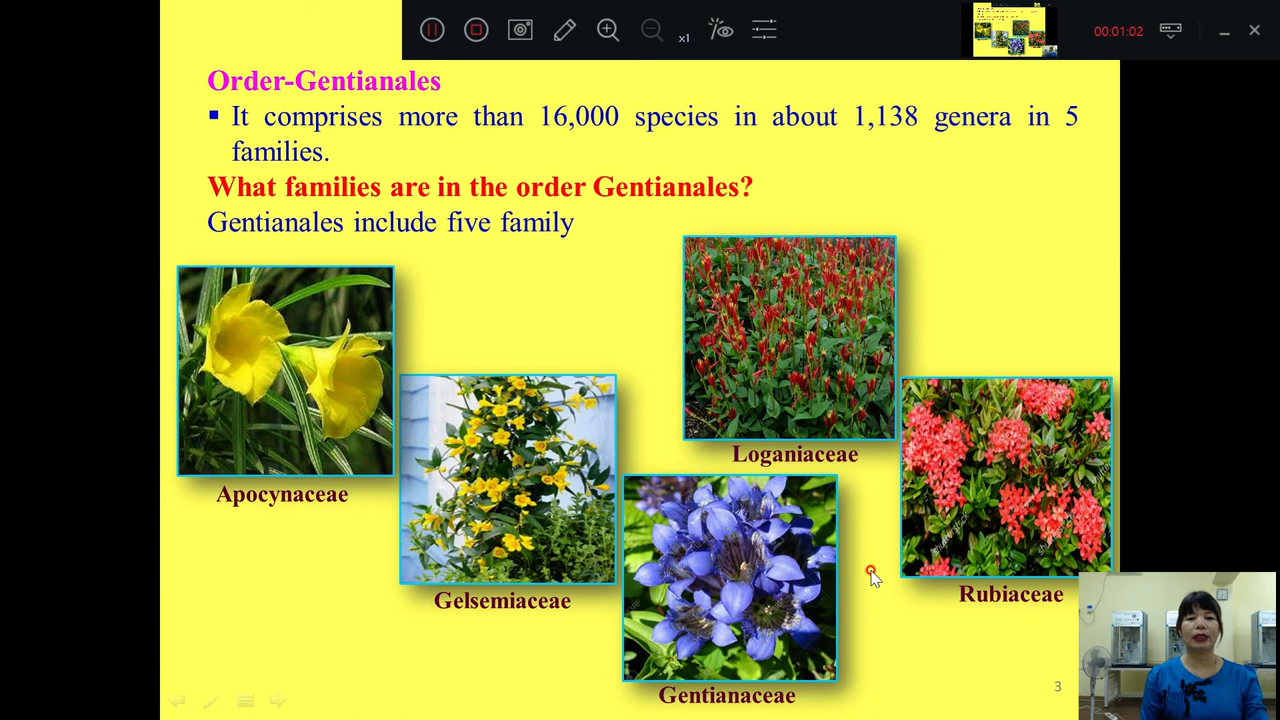 x1
00:01:02
Order-Gentianales
▪ It comprises more than 16,000 species in about 1,138 genera in 5
families.
What families are in the order Gentianales?
Gentianales include five family
Loganiaceae
Apocynaceae
Gelsemiaceae
Rubiaceae
Gentianaceae
3